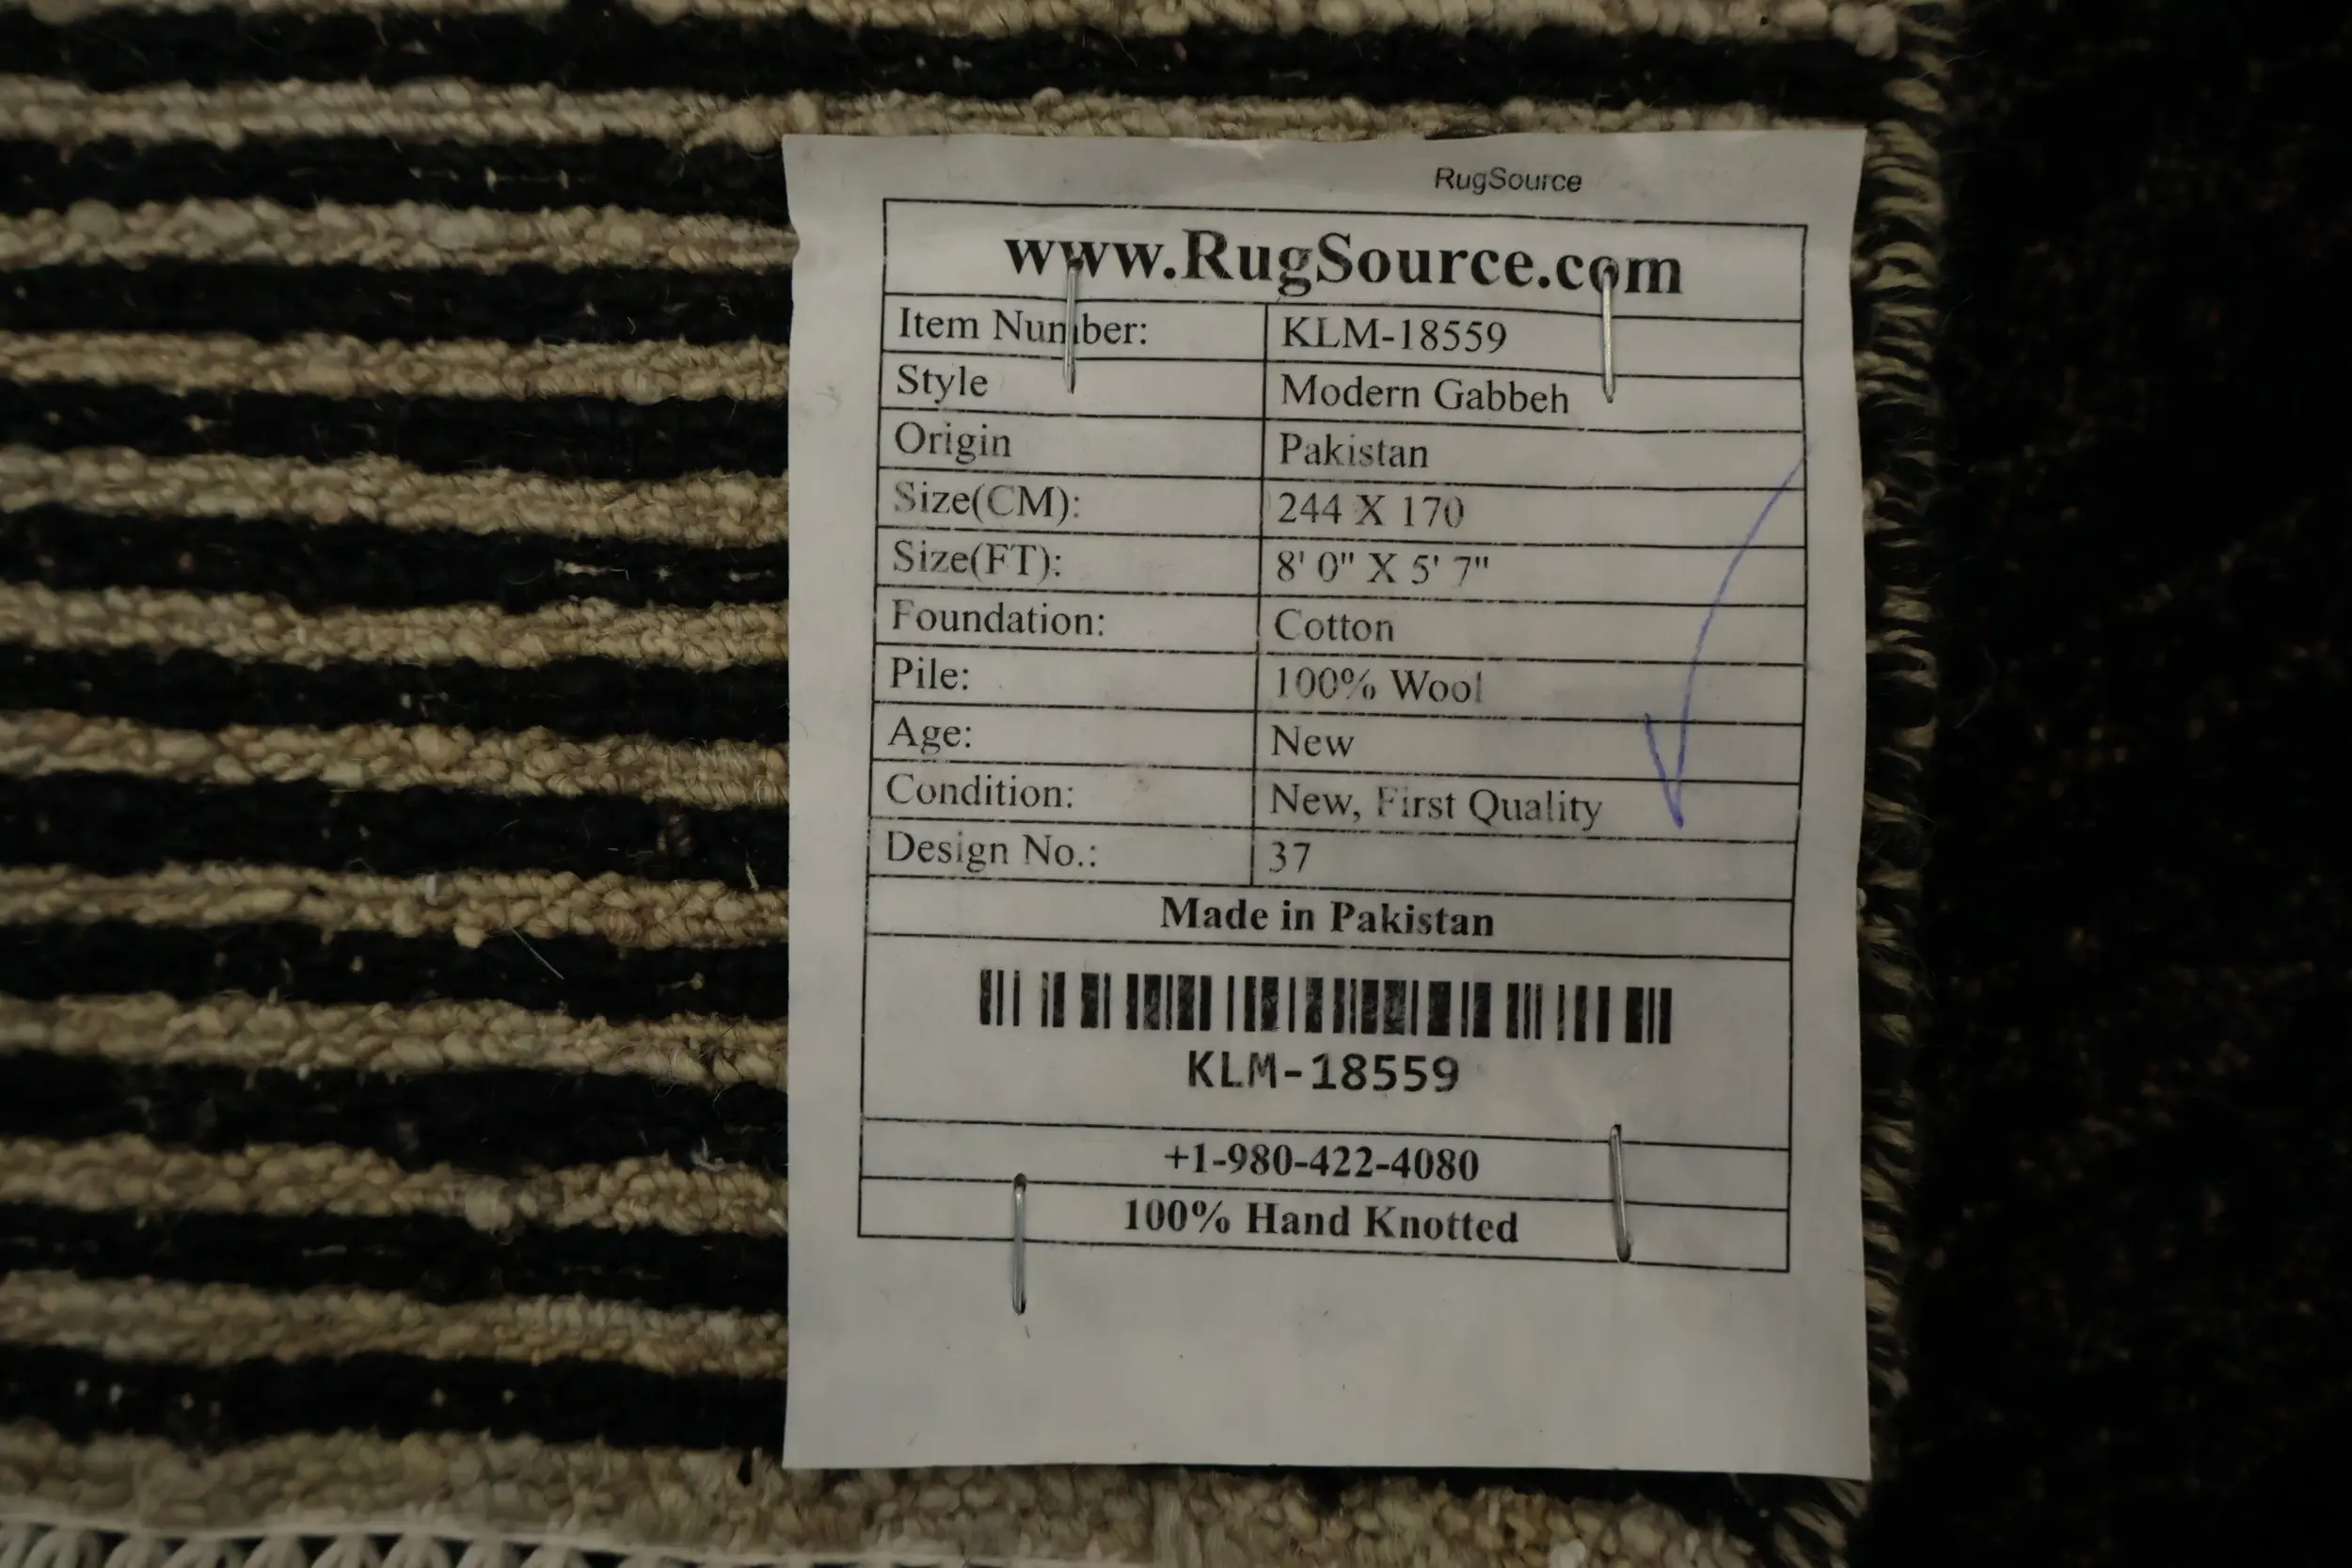 RugSource
www.RugSource.com
Item Number: KLM-18559
Style Modern Gabbeh
Origin Pakistan
Size(CM): 244 X 170
Size(FT): 8' 0" X 5' 7"
Foundation: Cotton
Pile: 100% Wool
Age: New
Condition: New, First Quality
Design No.: 37
Made in Pakistan
KLM-18559
+1-980-422-4080
100% Hand Knotted